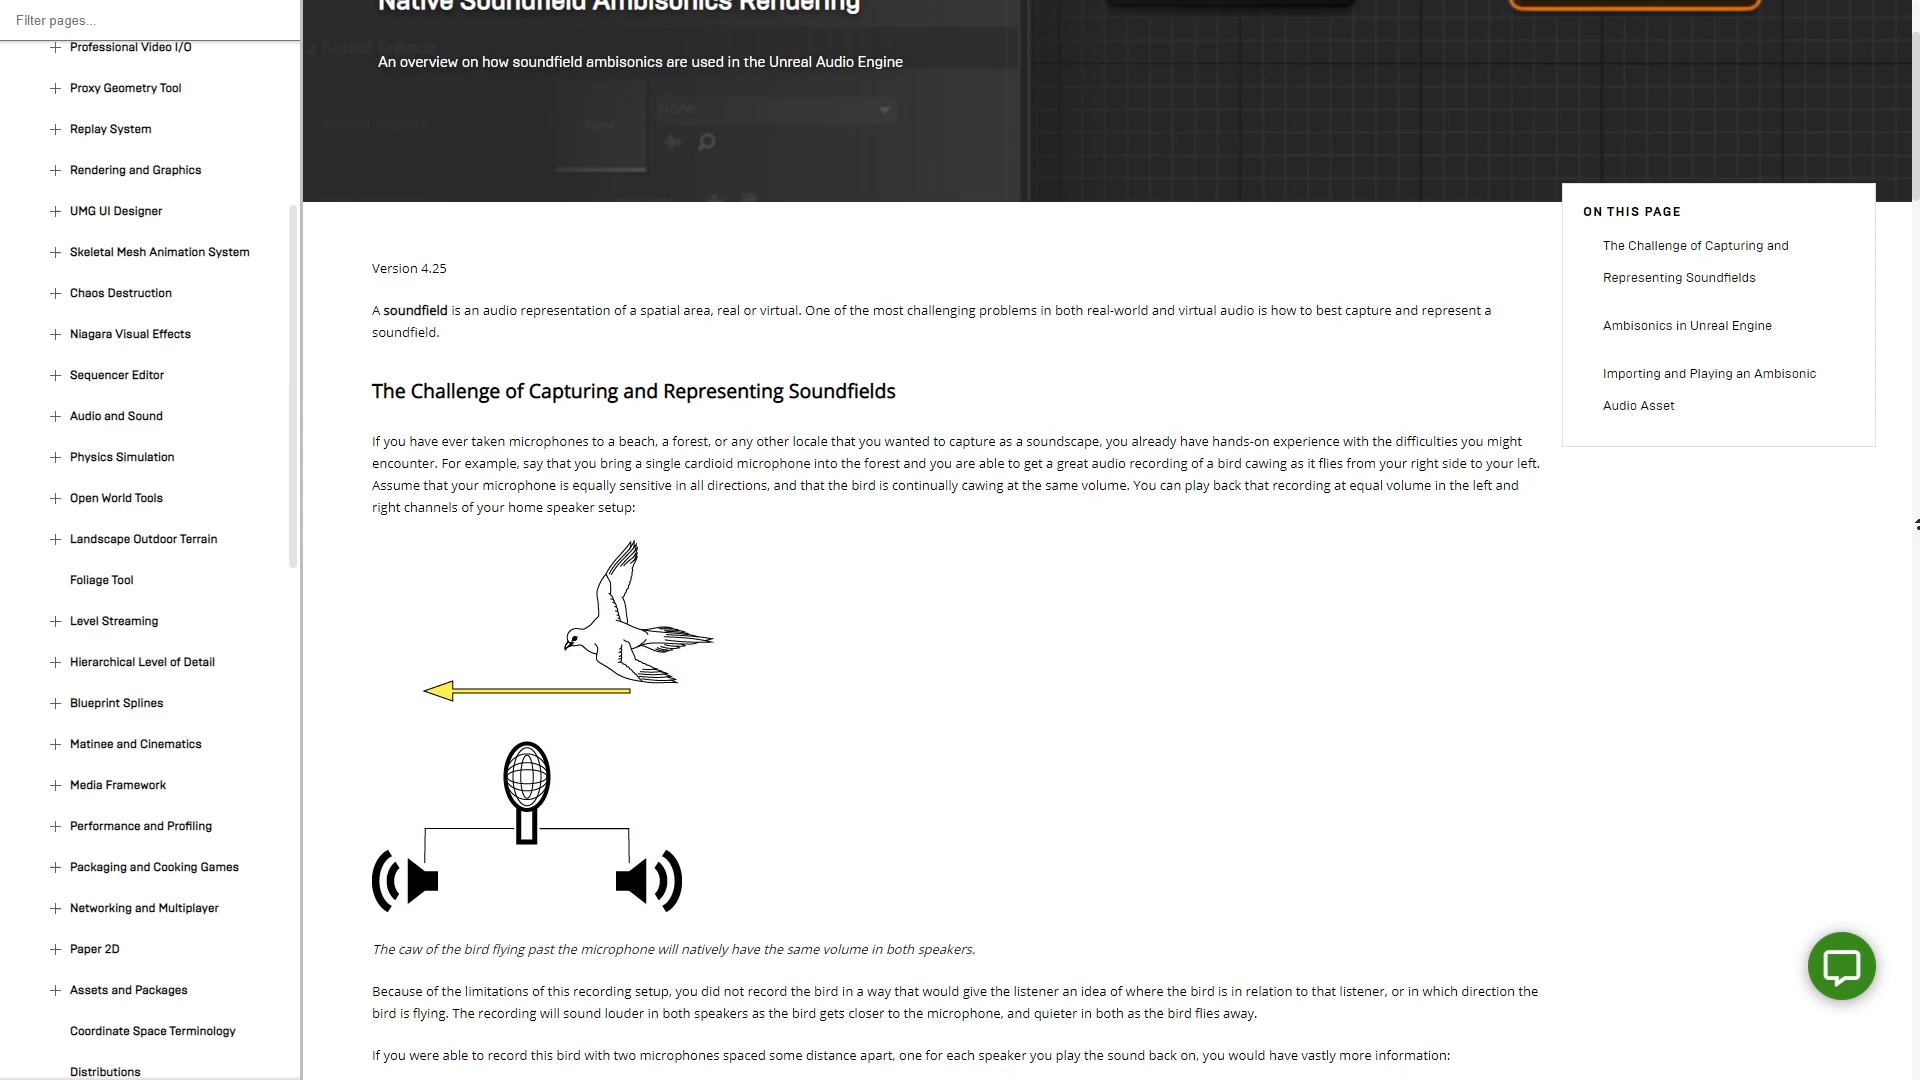 Filter pages...
Professional Video I/O
Proxy Geometry Tool
Replay System
Rendering and Graphics
UMG UI Designer
Skeletal Mesh Animation System
Chaos Destruction
Niagara Visual Effects
Sequencer Editor
Audio and Sound
Physics Simulation
Open World Tools
Landscape Outdoor Terrain
Foliage Tool
Level Streaming
Hierarchical Level of Detail
Blueprint Splines
Matinee and Cinematics
Media Framework
Performance and Profiling
Packaging and Cooking Games
Networking and Multiplayer
Paper 2D
Assets and Packages
Coordinate Space Terminology
Distributions
Native Soundfield Ambisonics Rendering
An overview on how soundfield ambisonics are used in the Unreal Audio Engine
None
None
Version 4.25
A soundfield is an audio representation of a spatial area, real or virtual. One of the most challenging problems in both real-world and virtual audio is how to best capture and represent a
soundfield.
The Challenge of Capturing and Representing Soundfields
If you have ever taken microphones to a beach, a forest, or any other locale that you wanted to capture as a soundscape, you already have hands-on experience with the difficulties you might
encounter. For example, say that you bring a single cardioid microphone into the forest and you are able to get a great audio recording of a bird cawing as it flies from your right side to your left.
Assume that your microphone is equally sensitive in all directions, and that the bird is continually cawing at the same volume. You can play back that recording at equal volume in the left and
right channels of your home speaker setup:
The caw of the bird flying past the microphone will natively have the same volume in both speakers.
Because of the limitations of this recording setup, you did not record the bird in a way that would give the listener an idea of where the bird is in relation to that listener, or in which direction the
bird is flying. The recording will sound louder in both speakers as the bird gets closer to the microphone, and quieter in both as the bird flies away.
If you were able to record this bird with two microphones spaced some distance apart, one for each speaker you play the sound back on, you would have vastly more information:
ON THIS PAGE
The Challenge of Capturing and
Representing Soundfields
Ambisonics in Unreal Engine
Importing and Playing an Ambisonic
Audio Asset